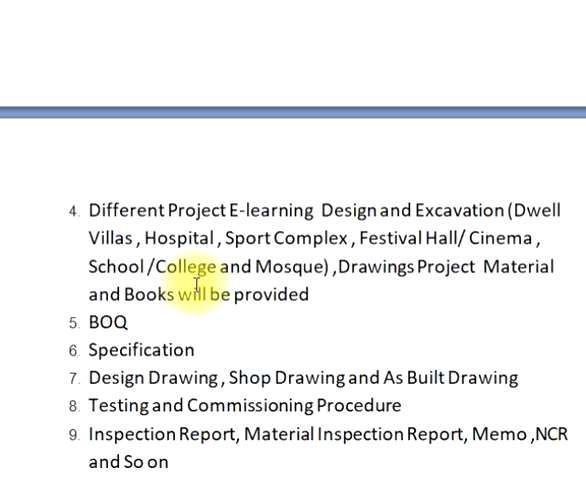 4. Different Project E-learning Design and Excavation (Dwell
Villas , Hospital , Sport Complex , Festival Hall/ Cinema ,
School /College and Mosque) ,Drawings Project Material
and Books will be provided
5. BOQ
6. Specification
7. Design Drawing , Shop Drawing and As Built Drawing
8. Testing and Commissioning Procedure
9. Inspection Report, Material Inspection Report, Memo ,NCR
and So on